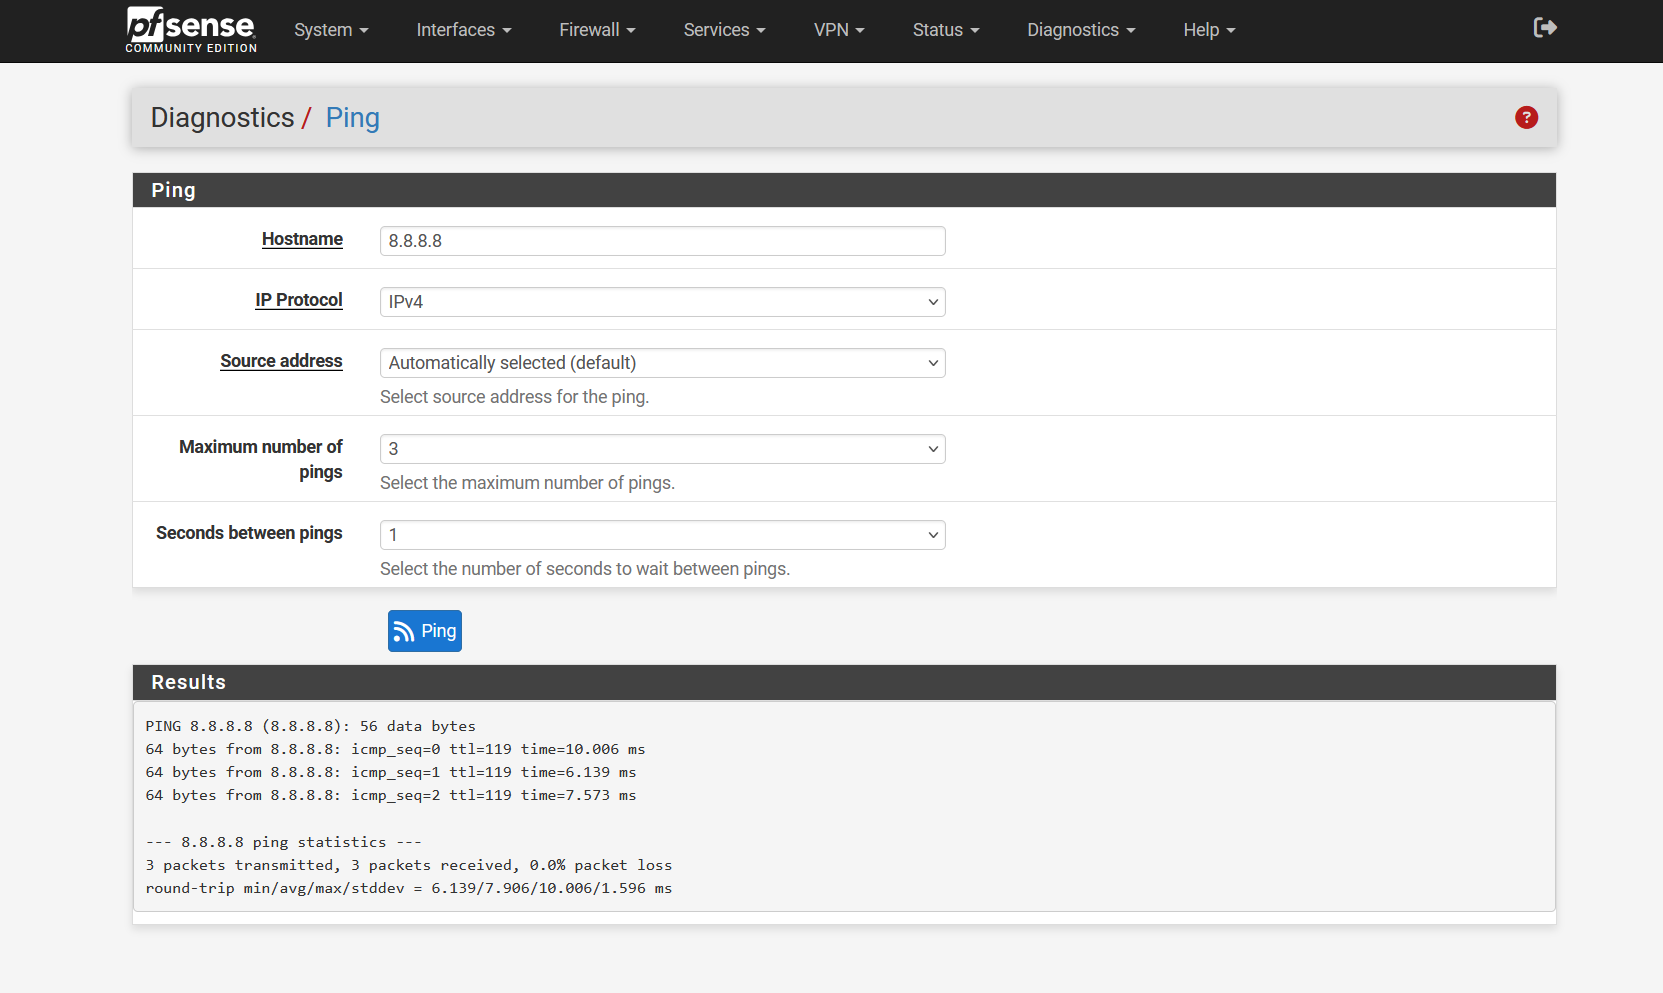 pfsense
COMMUNITY EDITION
System Interfaces Firewall Services VPN Status Diagnostics Help
Diagnostics / Ping
?
Ping
Hostname 8.8.8.8
IP Protocol IPv4
Source address Automatically selected (default)
Select source address for the ping.
Maximum number of pings 3
Select the maximum number of pings.
Seconds between pings 1
Select the number of seconds to wait between pings.
Ping
Results
PING 8.8.8.8 (8.8.8.8): 56 data bytes
64 bytes from 8.8.8.8: icmp_seq=0 ttl=119 time=10.006 ms
64 bytes from 8.8.8.8: icmp_seq=1 ttl=119 time=6.139 ms
64 bytes from 8.8.8.8: icmp_seq=2 ttl=119 time=7.573 ms
--- 8.8.8.8 ping statistics ---
3 packets transmitted, 3 packets received, 0.0% packet loss
round-trip min/avg/max/stddev = 6.139/7.906/10.006/1.596 ms